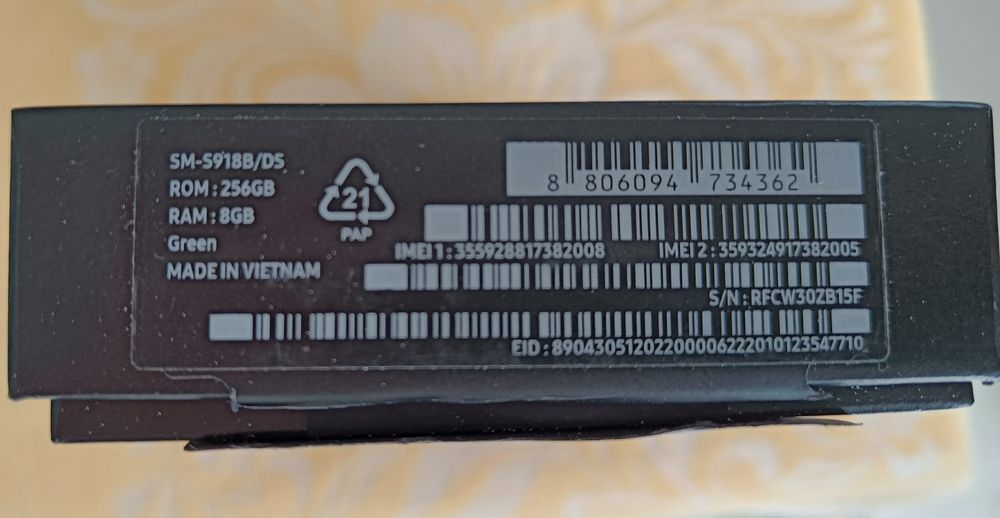 SM-S918B/DS
ROM : 256GB
RAM : 8GB
Green
MADE IN VIETNAM
21
PAP
8 806094 734362
IMEI 1 : 355928817382008 IMEI 2 : 359324917382005
S/N : RFCW30ZB15F
EID : 89043051202200006222010123547710